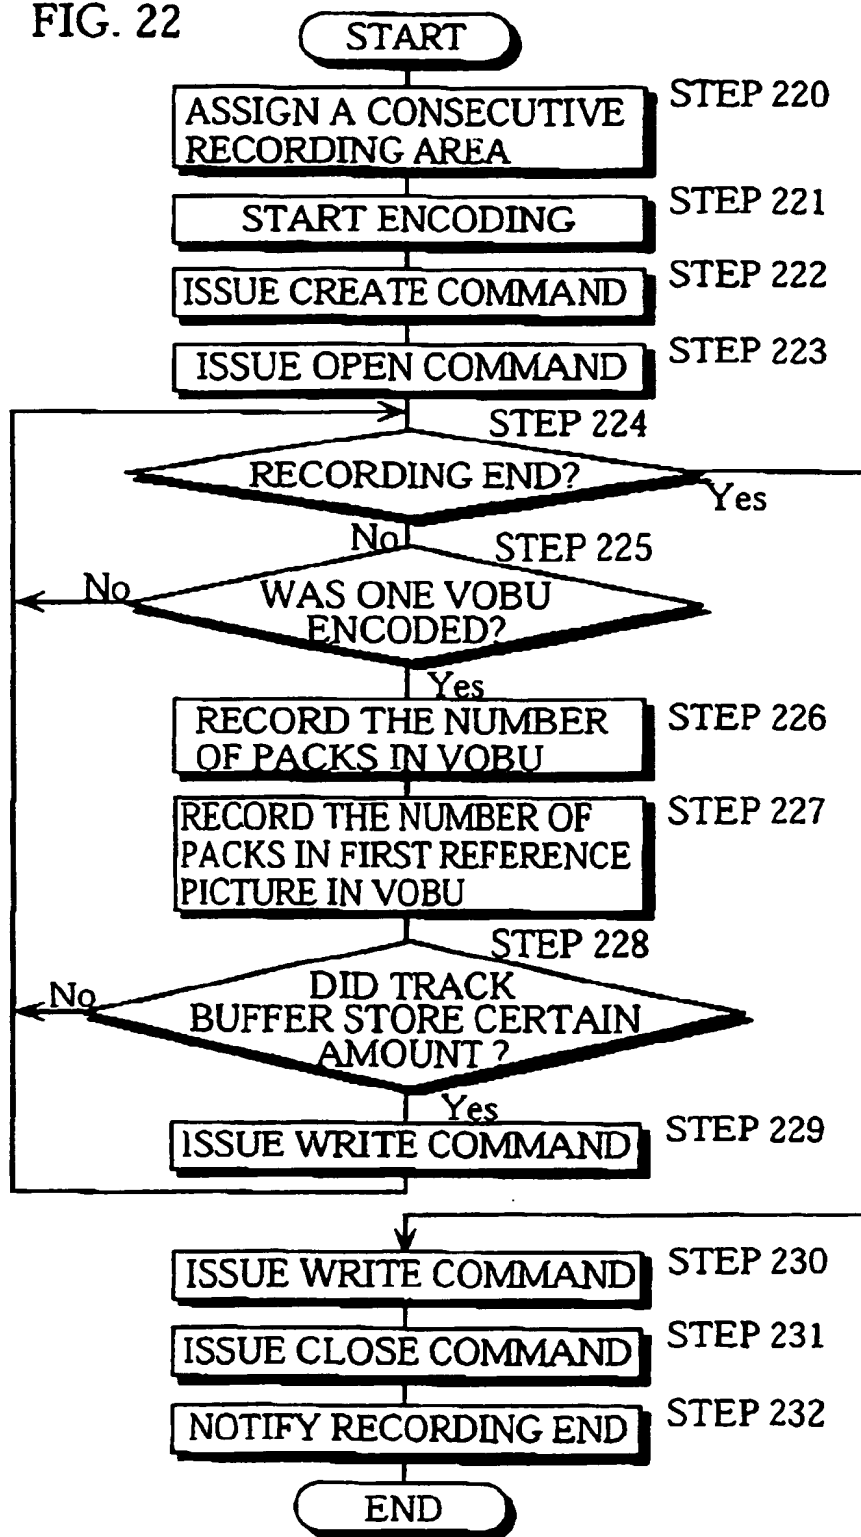 FIG. 22
START
STEP 220
ASSIGN A CONSECUTIVE
RECORDING AREA
STEP 221
START ENCODING
STEP 222
ISSUE CREATE COMMAND
STEP 223
ISSUE OPEN COMMAND
STEP 224
RECORDING END?
Yes
No
STEP 225
No
WAS ONE VOBU
ENCODED?
Yes
STEP 226
RECORD THE NUMBER
OF PACKS IN VOBU
STEP 227
RECORD THE NUMBER OF
PACKS IN FIRST REFERENCE
PICTURE IN VOBU
STEP 228
No
DID TRACK
BUFFER STORE CERTAIN
AMOUNT ?
Yes
STEP 229
ISSUE WRITE COMMAND
STEP 230
ISSUE WRITE COMMAND
STEP 231
ISSUE CLOSE COMMAND
STEP 232
NOTIFY RECORDING END
END